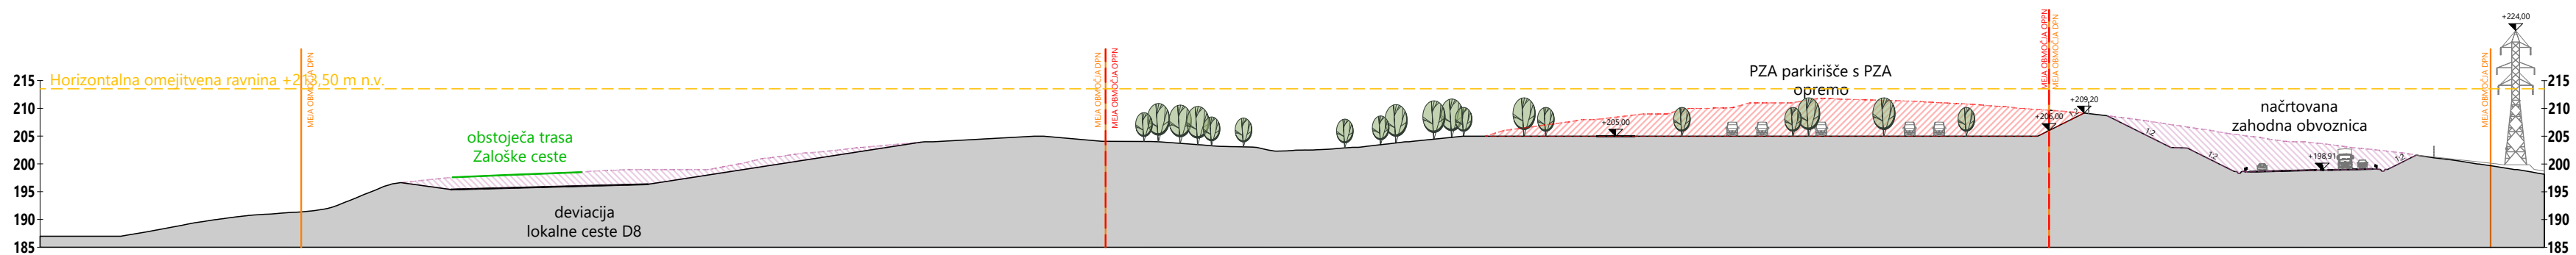 +224,00
MEJA OBMOČJA OPPN
MEJA OBMOČJA DPN
215
Horizontalna omejitvena ravnina +213,50 m n.v.
MEJA OBMOČJA DPN
MEJA OBMOČJA DPN
MEJA OBMOČJA OPPN
PZA parkirišče s PZA
opremo
MEJA OBMOČJA DPN
215
210
+209,20
načrtovana
zahodna obvoznica
210
205
obstoječa trasa
Zaloške ceste
+205,00
+206,00
1:2
1:2
205
200
1:2
+198,91
1:2
200
195
195
190
deviacija
lokalne ceste D8
190
185
185